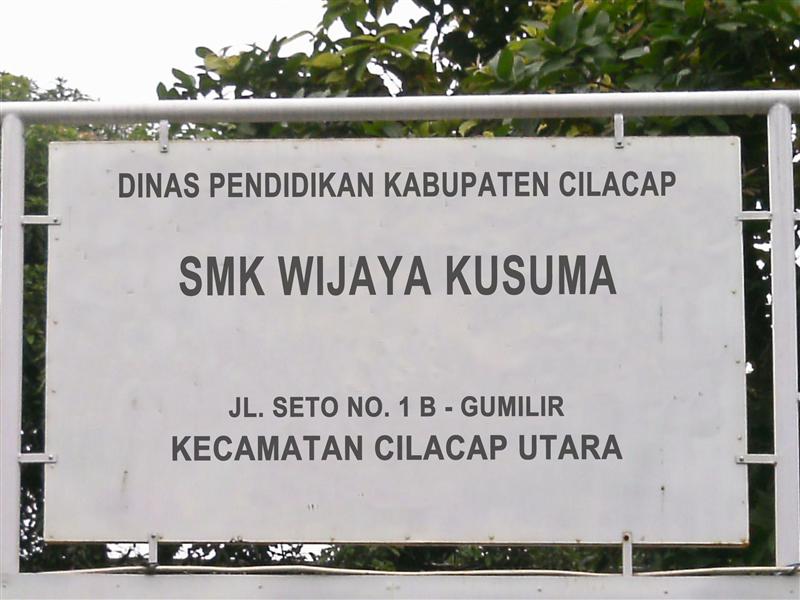 DINAS PENDIDIKAN KABUPATEN CILACAP
SMK WIJAYA KUSUMA
JL. SETO NO. 1 B - GUMILIR
KECAMATAN CILACAP UTARA